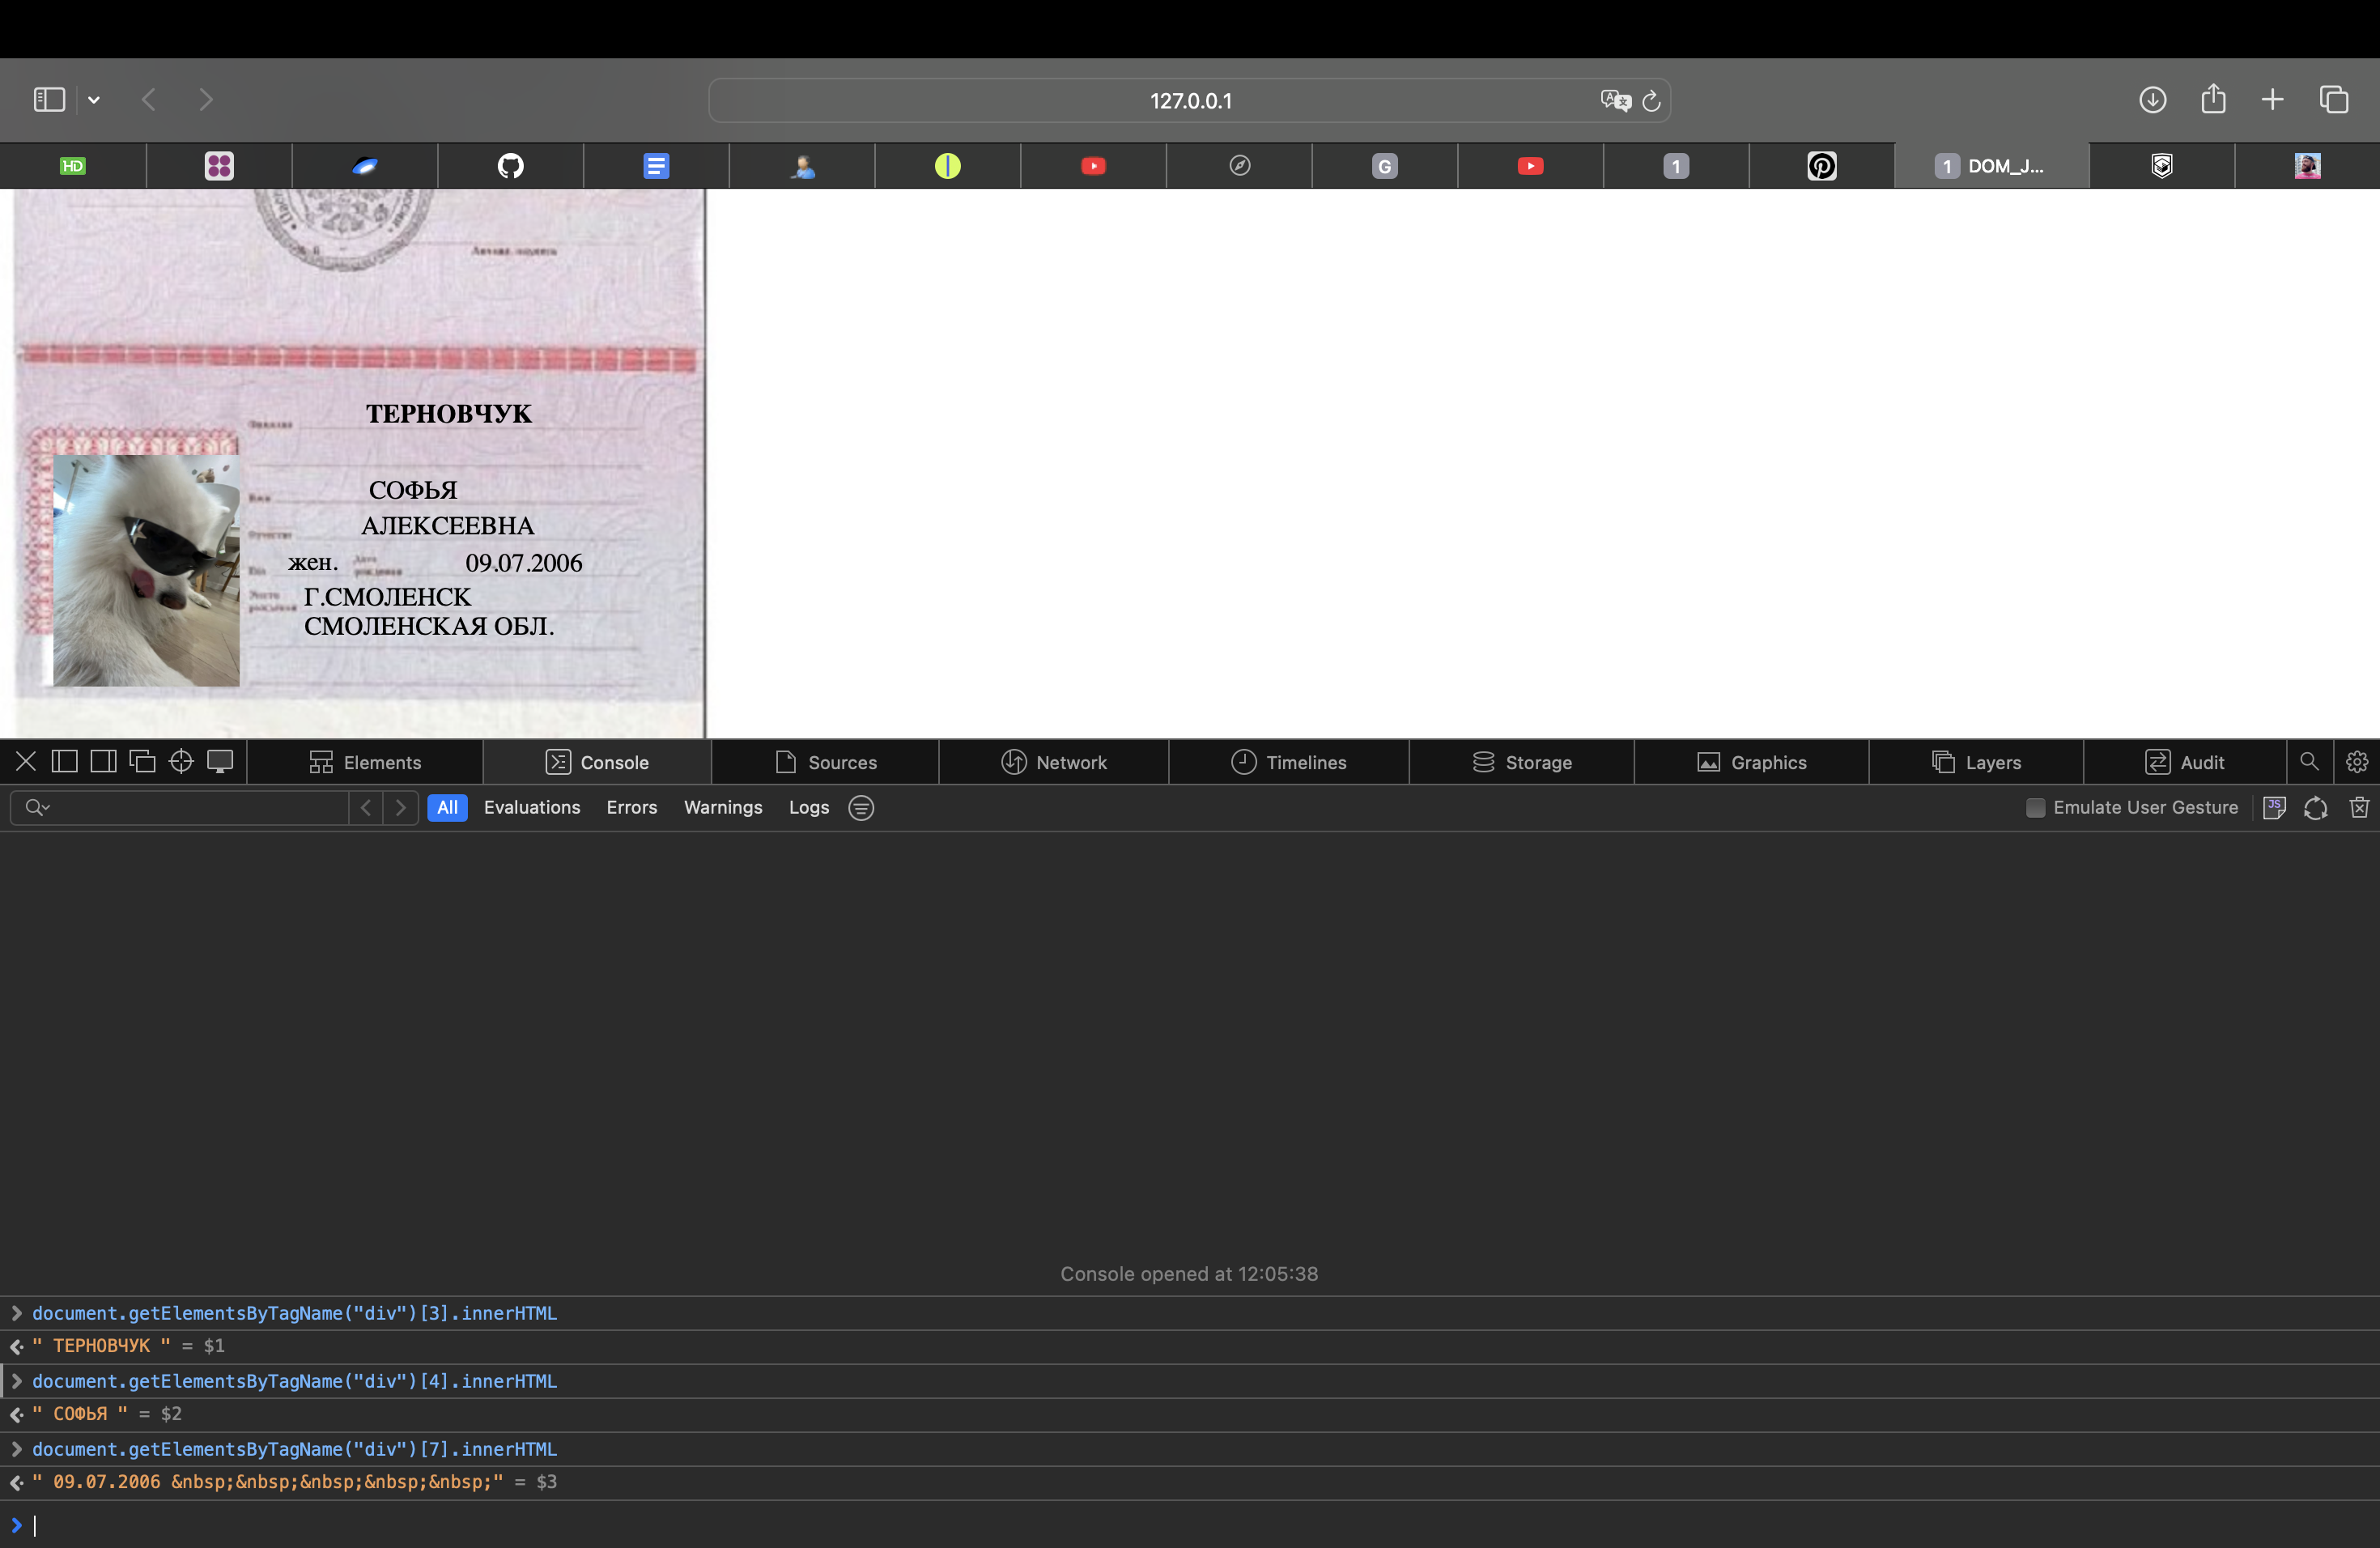 127.0.0.1
HD
G
1
1 DOM_J...
ТЕРНОВЧУК
СОФЬЯ
АЛЕКСЕЕВНА
жен. 09.07.2006
Г.СМОЛЕНСК
СМОЛЕНСКАЯ ОБЛ.
Elements Console Sources Network Timelines Storage Graphics Layers Audit
All Evaluations Errors Warnings Logs Emulate User Gesture JS
Console opened at 12:05:38
document.getElementsByTagName("div")[3].innerHTML
" ТЕРНОВЧУК " = $1
document.getElementsByTagName("div")[4].innerHTML
" СОФЬЯ " = $2
document.getElementsByTagName("div")[7].innerHTML
" 09.07.2006 &nbsp;&nbsp;&nbsp;&nbsp;&nbsp;" = $3